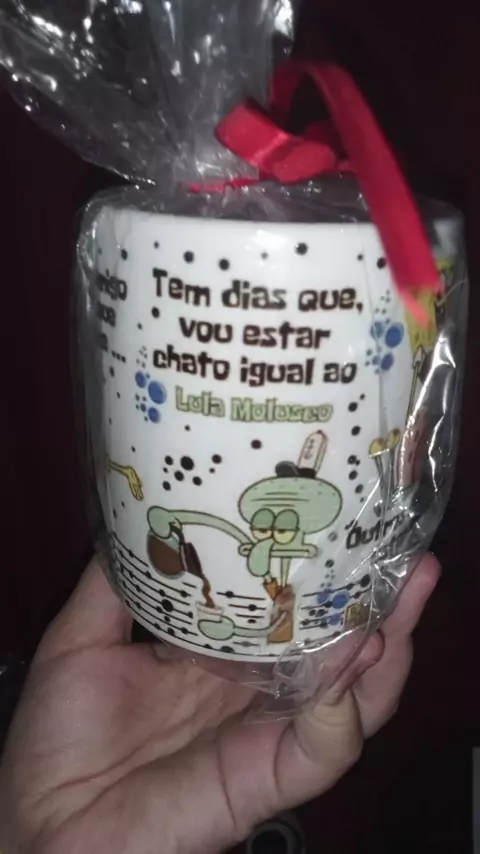 Tem dias que,
vou estar
chato igual ao
Lula Molusco